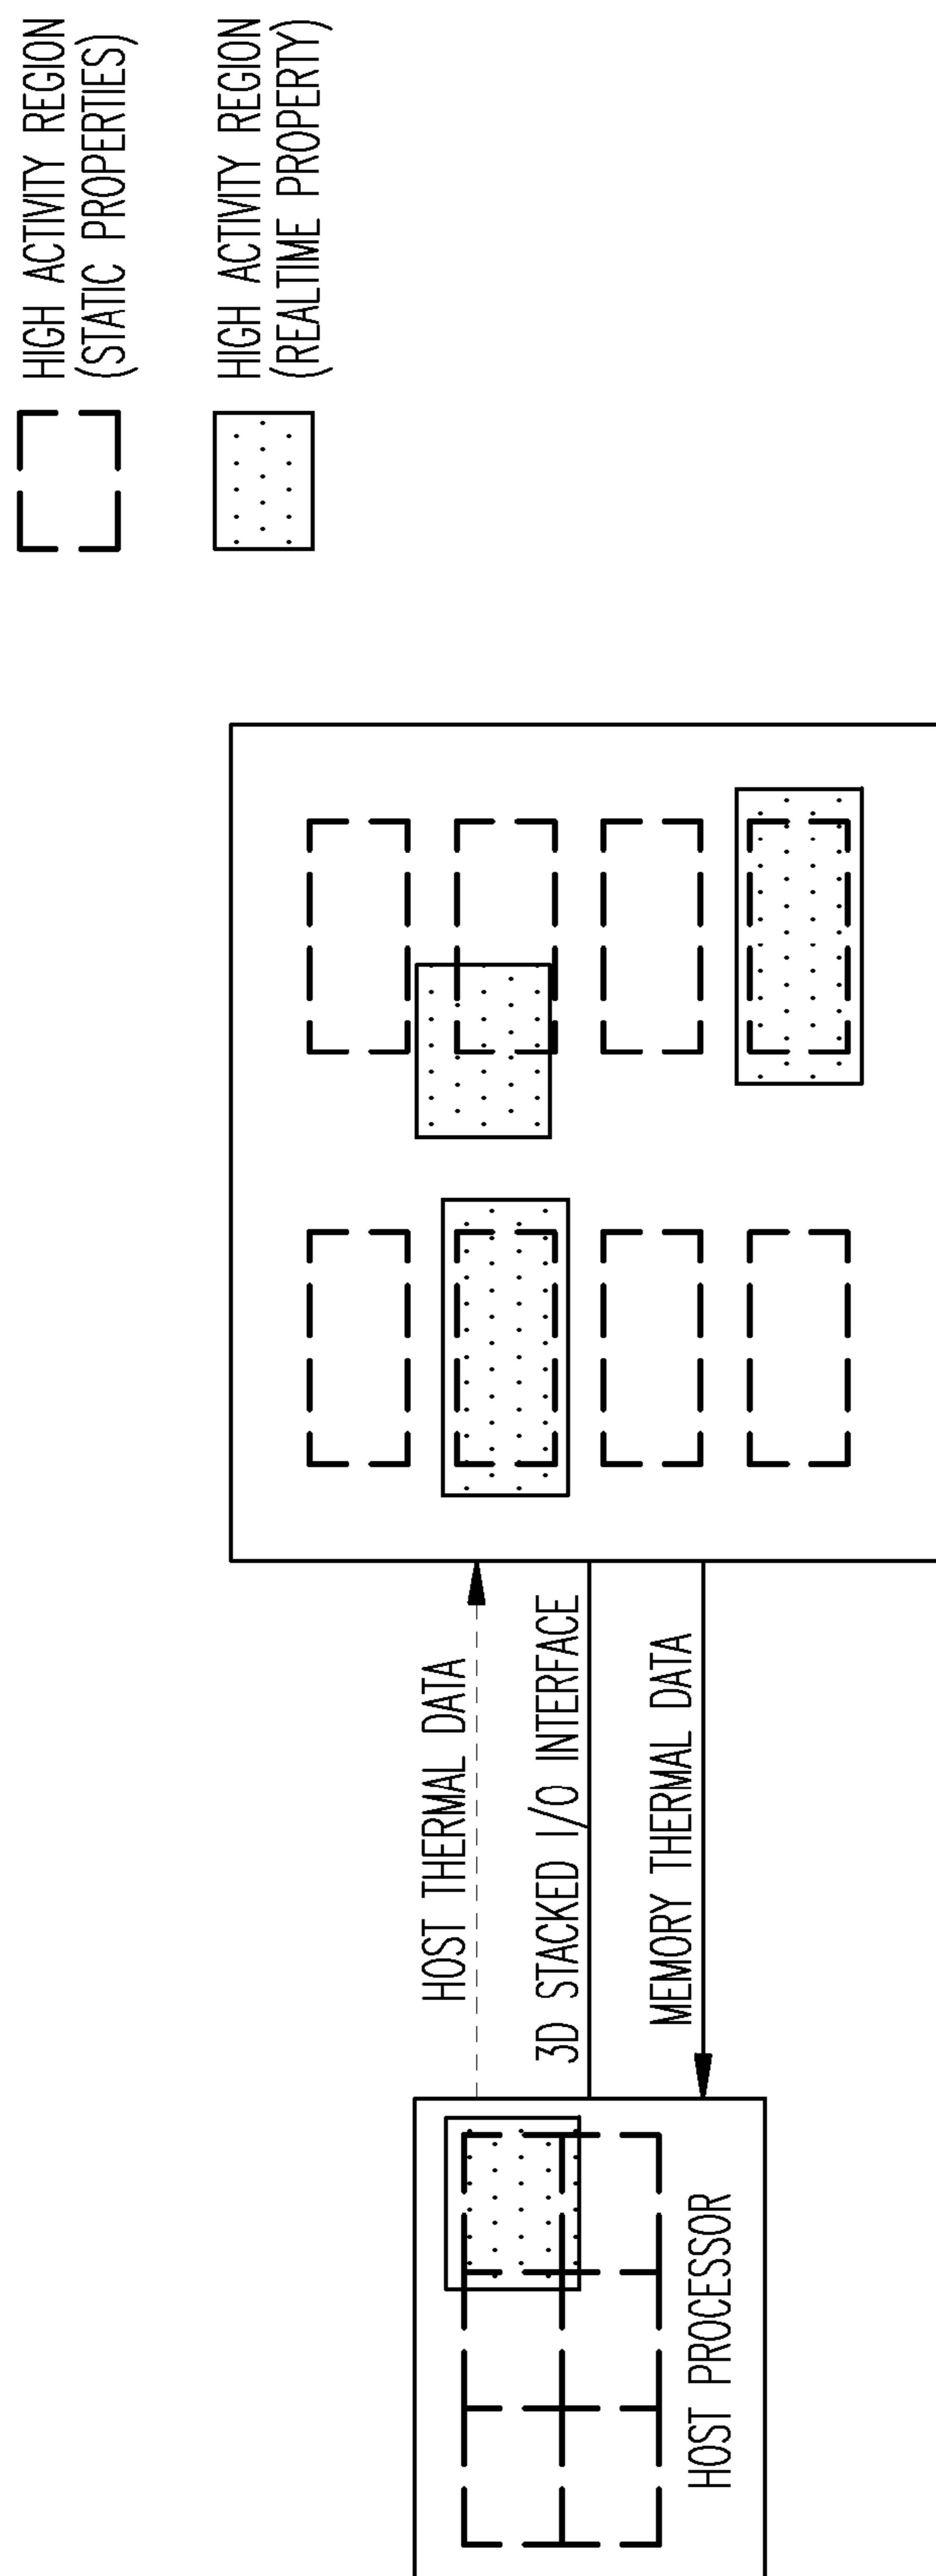 HIGH ACTIVITY REGION
(STATIC PROPERTIES)
HIGH ACTIVITY REGION
(REALTIME PROPERTY)
HOST THERMAL DATA
3D STACKED I/O INTERFACE
MEMORY THERMAL DATA
HOST PROCESSOR